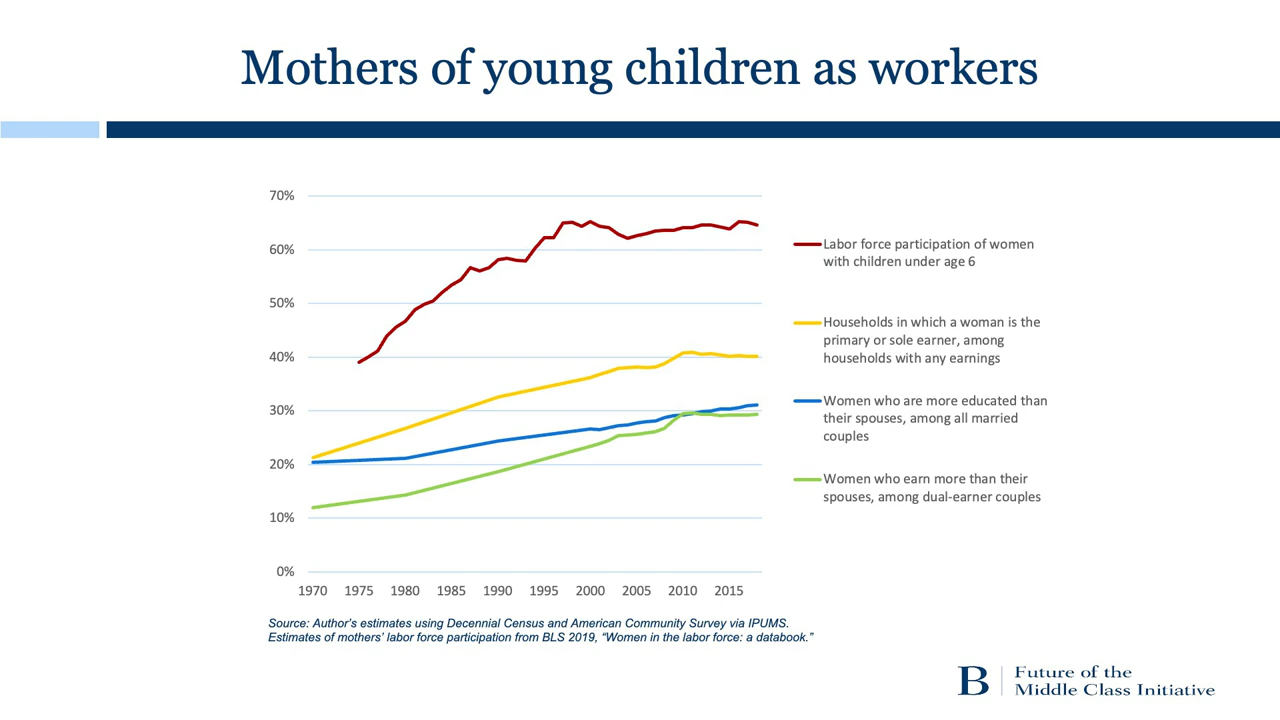 Mothers of young children as workers
70%
60%
50%
40%
30%
20%
10%
0%
1970 1975 1980 1985 1990 1995 2000 2005 2010 2015
Labor force participation of women
with children under age 6
Households in which a woman is the
primary or sole earner, among
households with any earnings
Women who are more educated than
their spouses, among all married
couples
Women who earn more than their
spouses, among dual-earner couples
Source: Author's estimates using Decennial Census and American Community Survey via IPUMS.
Estimates of mothers' labor force participation from BLS 2019, “Women in the labor force: a databook.”
B
Future of the
Middle Class Initiative